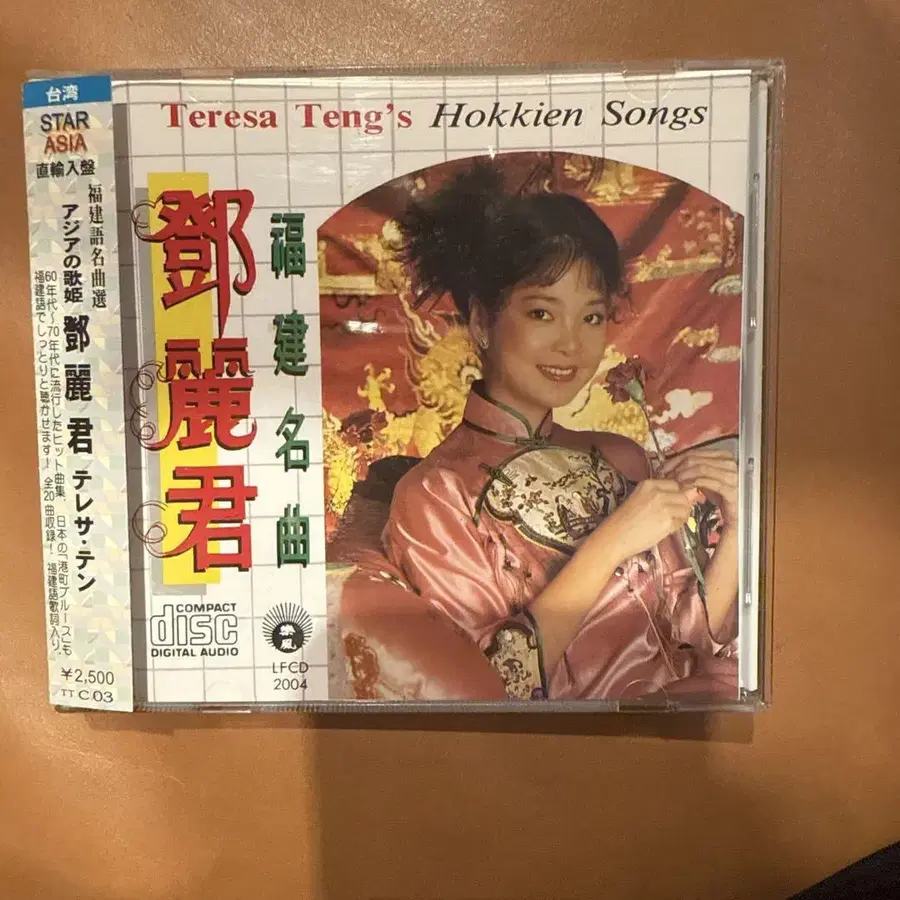 台湾
STAR
ASIA
直輸入盤
福建語名曲選
アジアの歌姫 鄧麗君 テレサ・テン
60年代~70年代に流行したヒット曲集、日本の「港町ブルース」も
福建語でしっとりと聴かせます! 全20曲収録! 福建語歌詞入り.
¥2,500
TTC03
Teresa Teng's Hokkien Songs
鄧麗君
福建名曲
COMPACT
disc
DIGITAL AUDIO
LFCD
2004